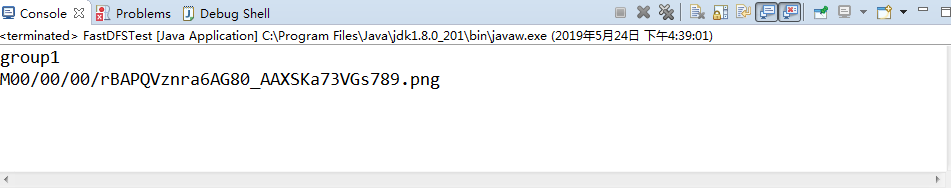 Console Problems Debug Shell
<terminated> FastDFSTest [Java Application] C:\Program Files\Java\jdk1.8.0_201\bin\javaw.exe (2019年5月24日 下午4:39:01)
group1
M00/00/00/rBAPQVznra6AG80_AAXSKa73VGs789.png